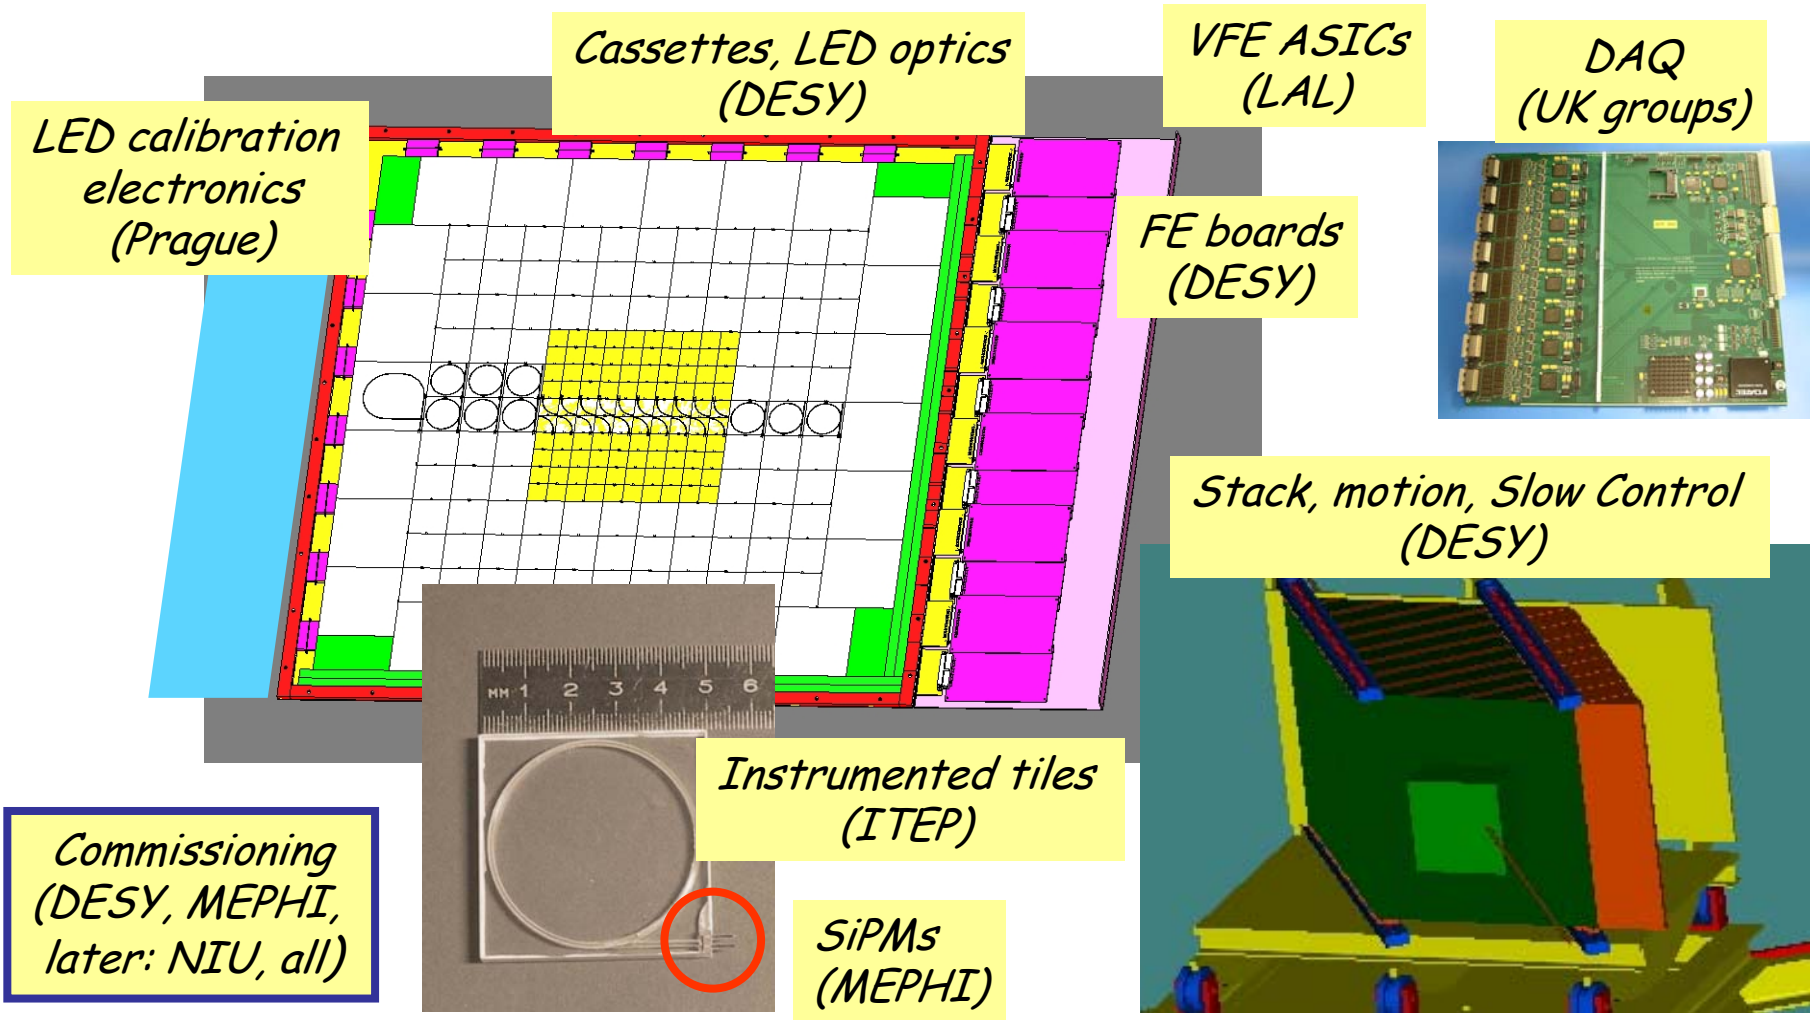 Cassettes, LED optics
(DESY)
VFE ASICs
(LAL)
DAQ
(UK groups)
LED calibration
electronics
(Prague)
FE boards
(DESY)
Stack, motion, Slow Control
(DESY)
MM 1 2 3 4 5 6
Instrumented tiles
(ITEP)
Commissioning
(DESY, MEPHI,
later: NIU, all)
SiPMs
(MEPHI)